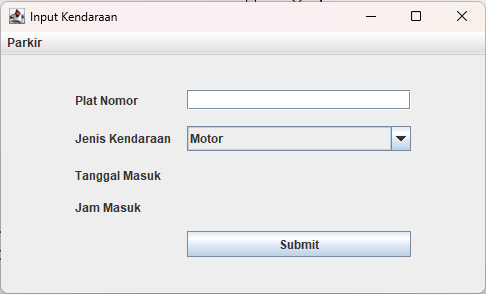 Input Kendaraan
Parkir
Plat Nomor
Jenis Kendaraan Motor
Tanggal Masuk
Jam Masuk
Submit